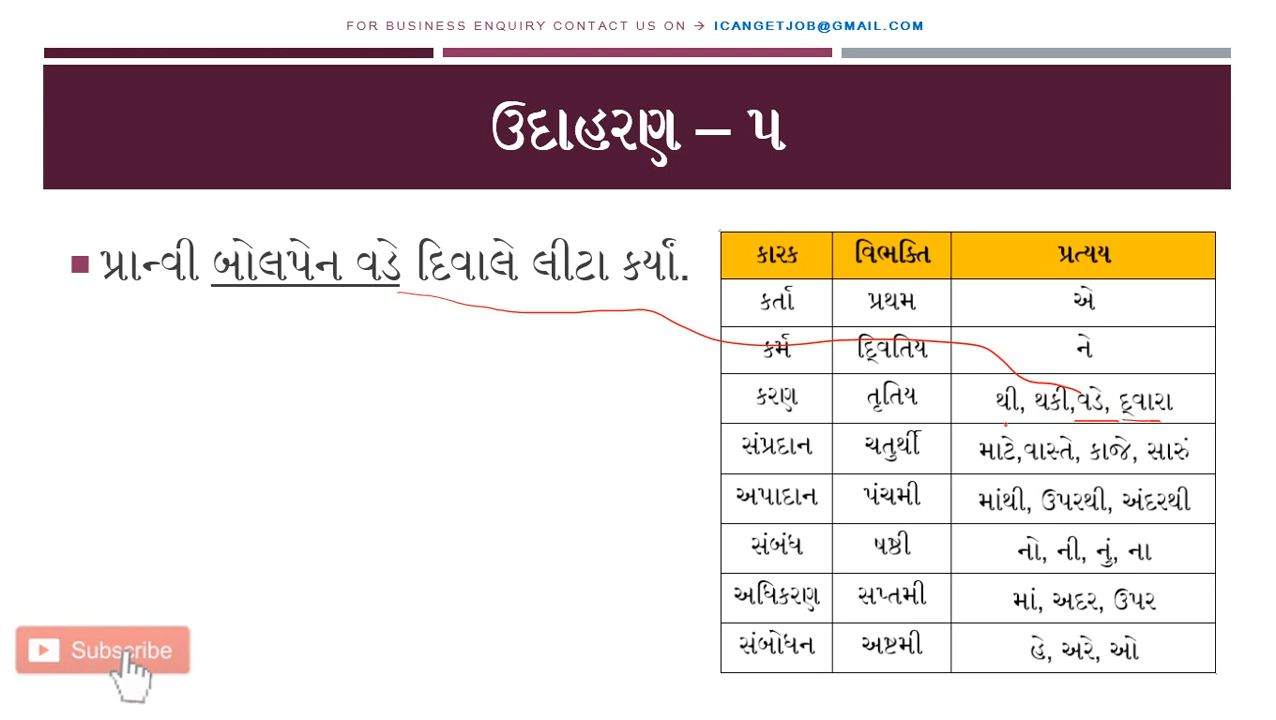 FOR BUSINESS ENQUIRY CONTACT US ON → ICANGETJOB@GMAIL.COM
ઉદાહરણ – ૫
પ્રાન્વી બોલપેન વડે દિવાલે લીટા કર્યાં.
કારક વિભક્તિ પ્રત્યય
કર્તા પ્રથમ એ
કર્મ દ્વિતિય ને
કરણ તૃતિય થી, થકી,વડે, દ્વારા
સંપ્રદાન ચતુર્થી માટે,વાસ્તે, કાજે, સારું
અપાદાન પંચમી માંથી, ઉપરથી, અંદરથી
સંબંધ ષષ્ઠી નો, ની, નું, ના
અધિકરણ સપ્તમી માં, અદર, ઉપર
સંબોધન અષ્ટમી હે, અરે, ઓ
Subscribe